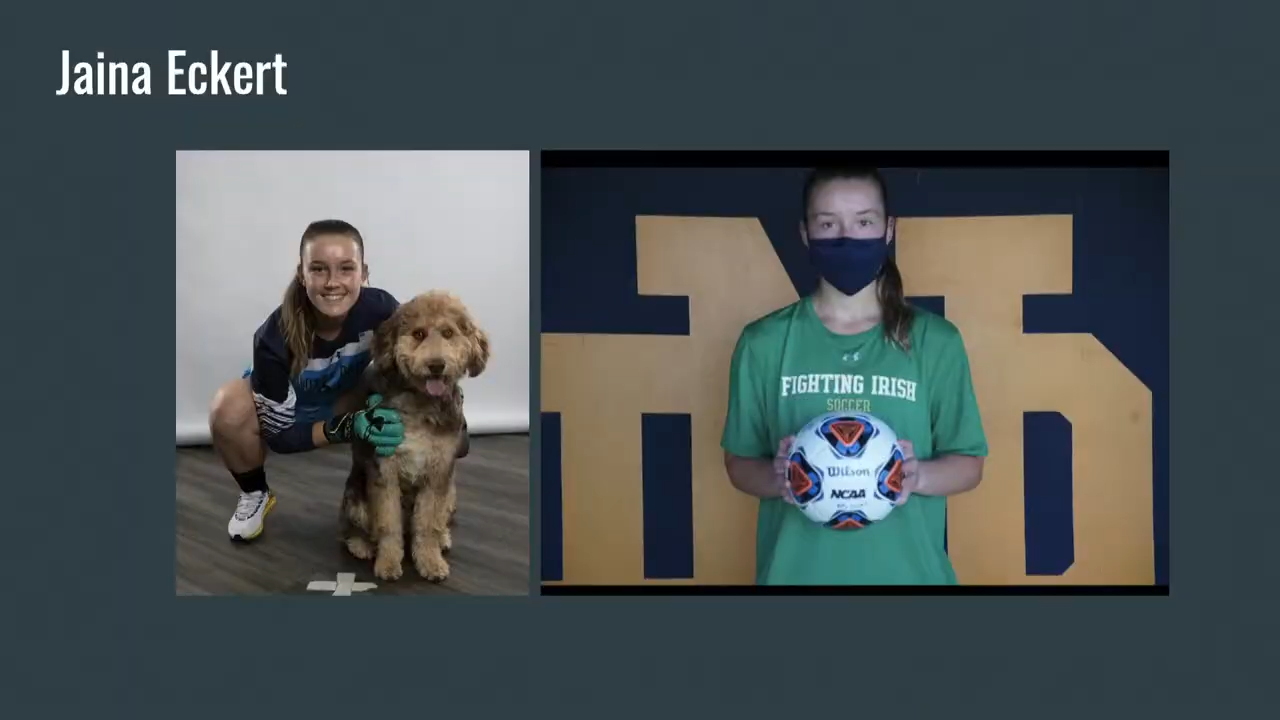 Jaina Eckert
FIGHTING IRISH
SOCCER
Wilson
NCAA